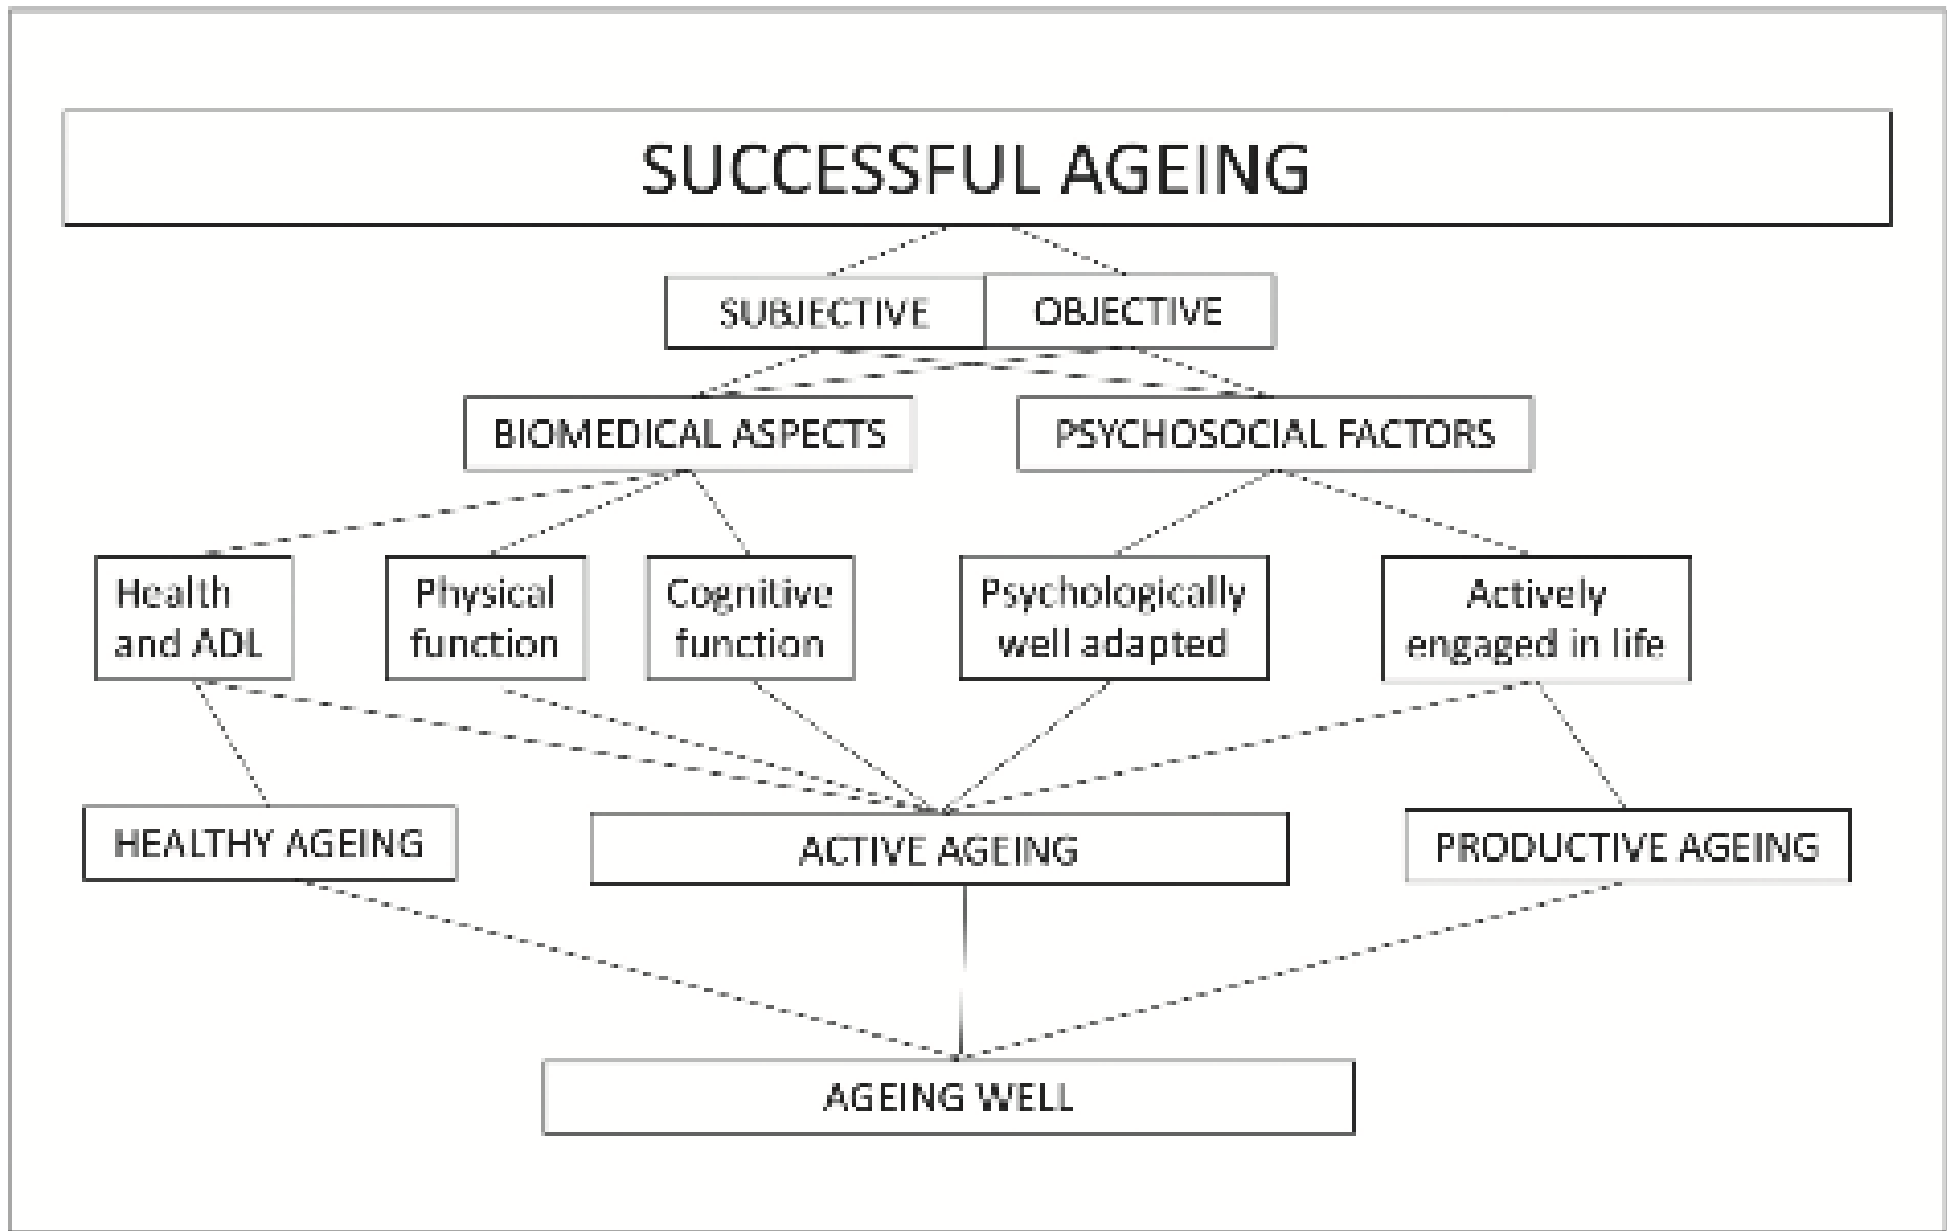 SUCCESSFUL AGEING
SUBJECTIVE
OBJECTIVE
BIOMEDICAL ASPECTS
PSYCHOSOCIAL FACTORS
Health
and ADL
Physical
function
Cognitive
function
Psychologically
well adapted
Actively
engaged in life
HEALTHY AGEING
ACTIVE AGEING
PRODUCTIVE AGEING
AGEING WELL